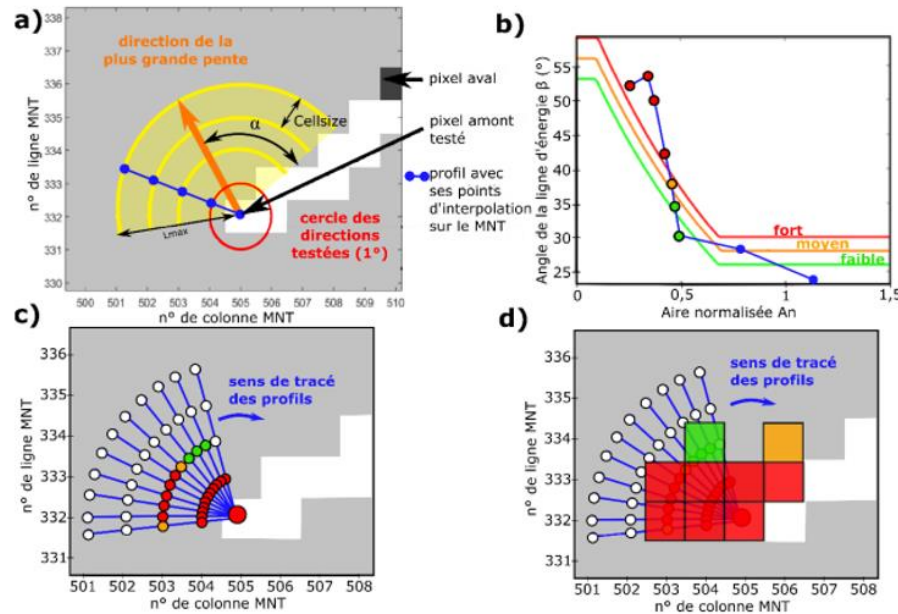 a)
n° de ligne MNT
338
337
336
335
334
333
332
331
330
direction de la
plus grande pente
α
Cellsize
Lmax
cercle des
directions
testées (1°)
500 501 502 503 504 505 506 507 508 509 510
n° de colonne MNT
pixel aval
pixel amont
testé
profil avec
ses points
d'interpolation
sur le MNT
b)
Angle de la ligne d'énergie β (°)
55
50
45
40
35
30
25
fort
moyen
faible
0 0,5 1 1,5
Aire normalisée An
c)
n° de ligne MNT
336
335
334
333
332
331
sens de tracé
des profils
501 502 503 504 505 506 507 508
n° de colonne MNT
d)
n° de ligne MNT
336
335
334
333
332
331
sens de tracé
des profils
501 502 503 504 505 506 507 508
n° de colonne MNT